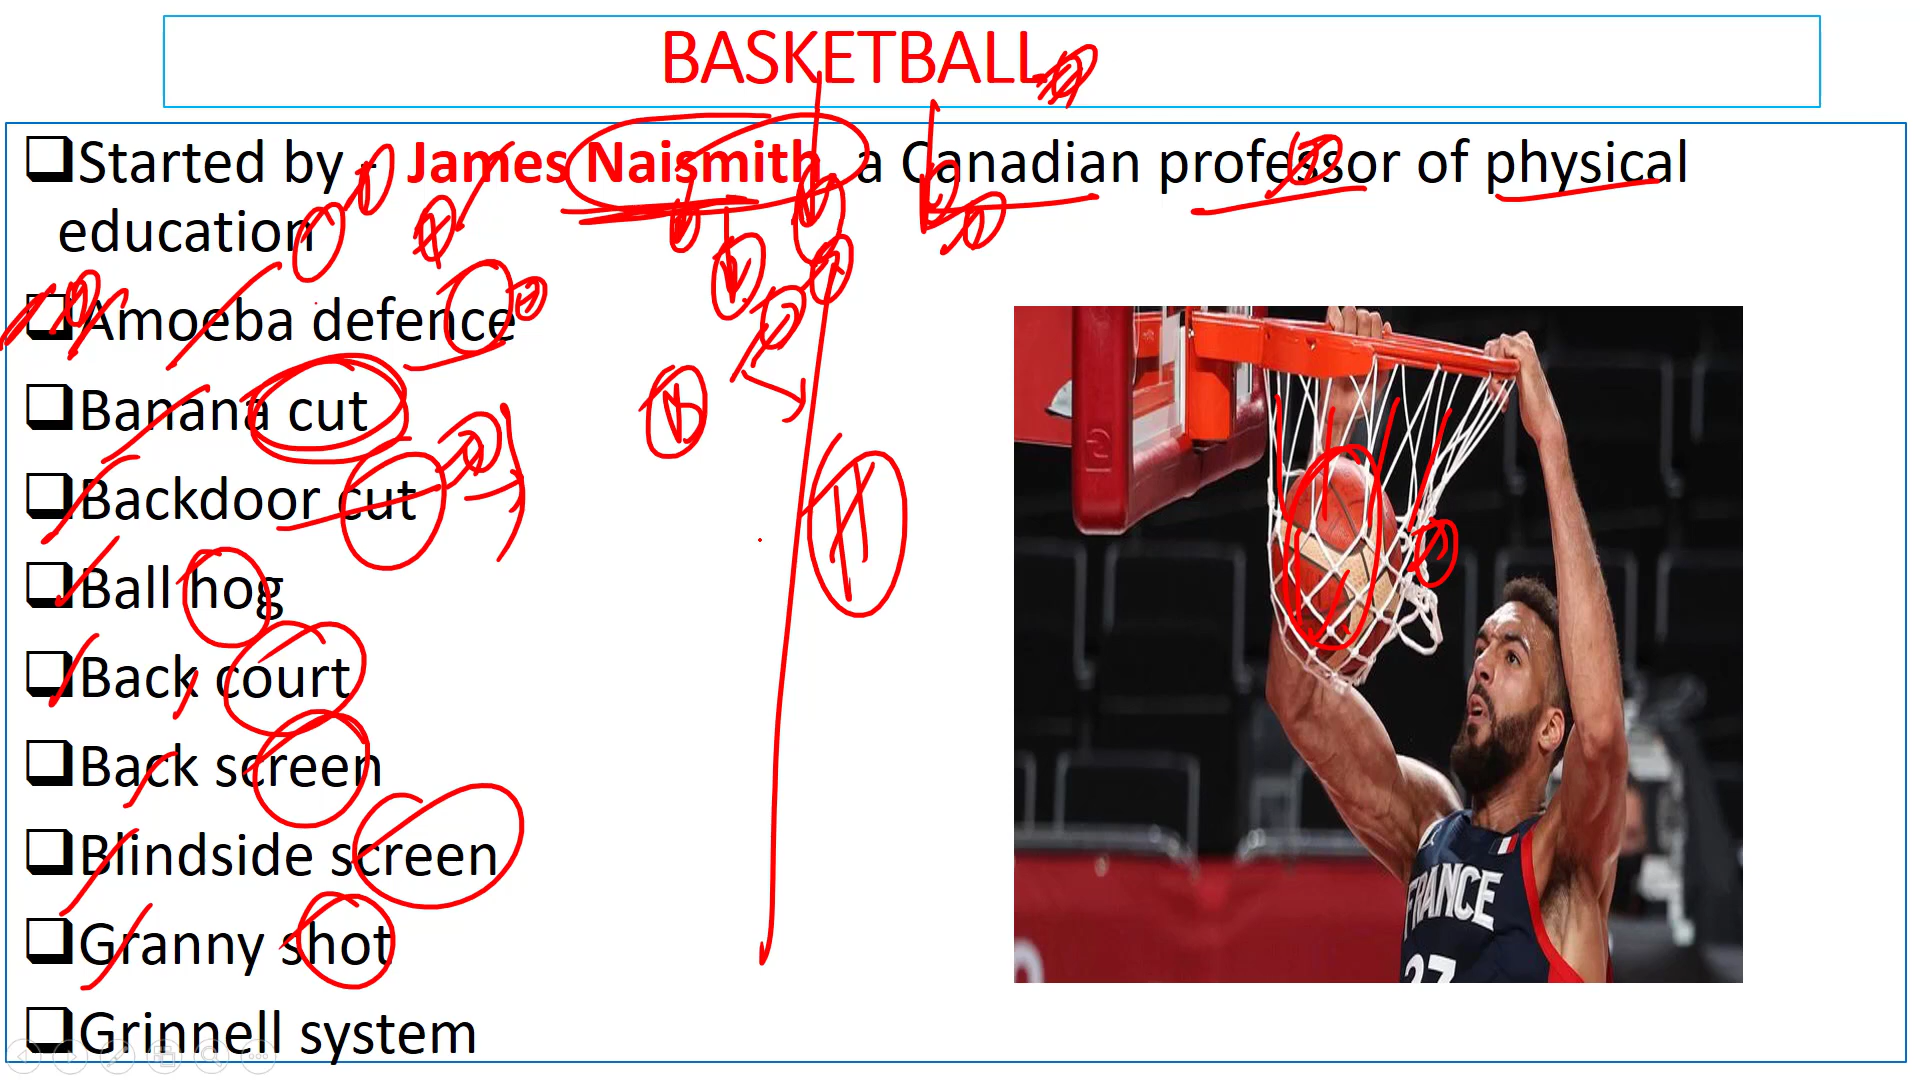 BASKETBALL
❑Started by - James Naismith a Canadian professor of physical
education
❑Amoeba defence
❑Banana cut
❑Backdoor cut
❑Ball hog
❑Back court
❑Back screen
❑Blindside screen
❑Granny shot
❑Grinnell system
FRANCE
27